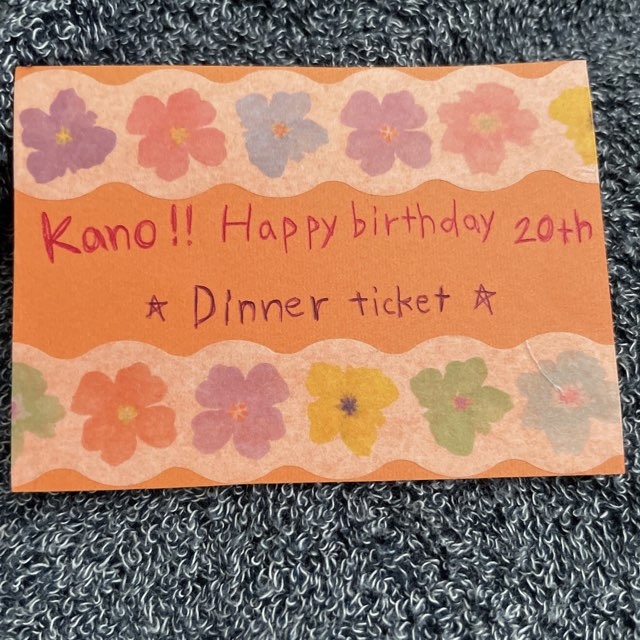 Kano!! Happy birthday 20th
☆ Dinner ticket ☆